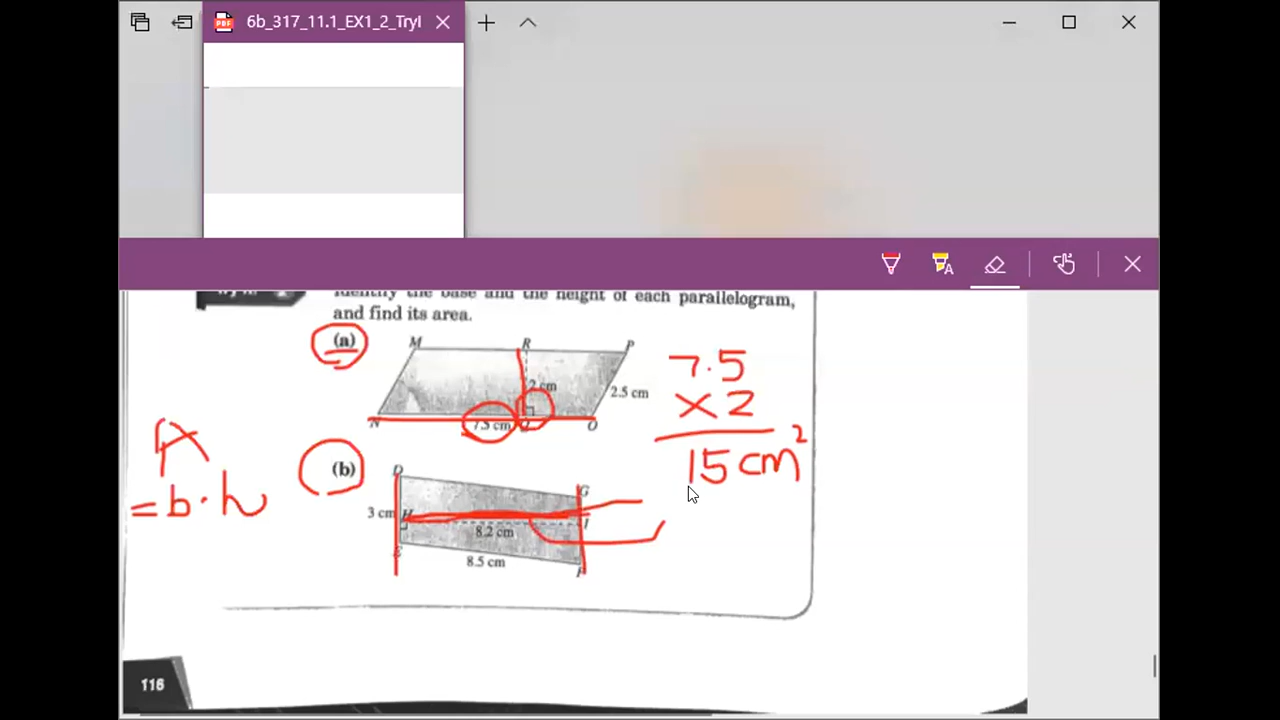 6b_317_11.1_EX1_2_TryI
identify the base and the height of each parallelogram,
and find its area.
(a)
M R P
2 cm
2.5 cm
N 7.5 cm O
7.5
× 2
15 cm²
A
= b · h
(b)
D
G
3 cm H
I
8.2 cm
E
8.5 cm
F
116